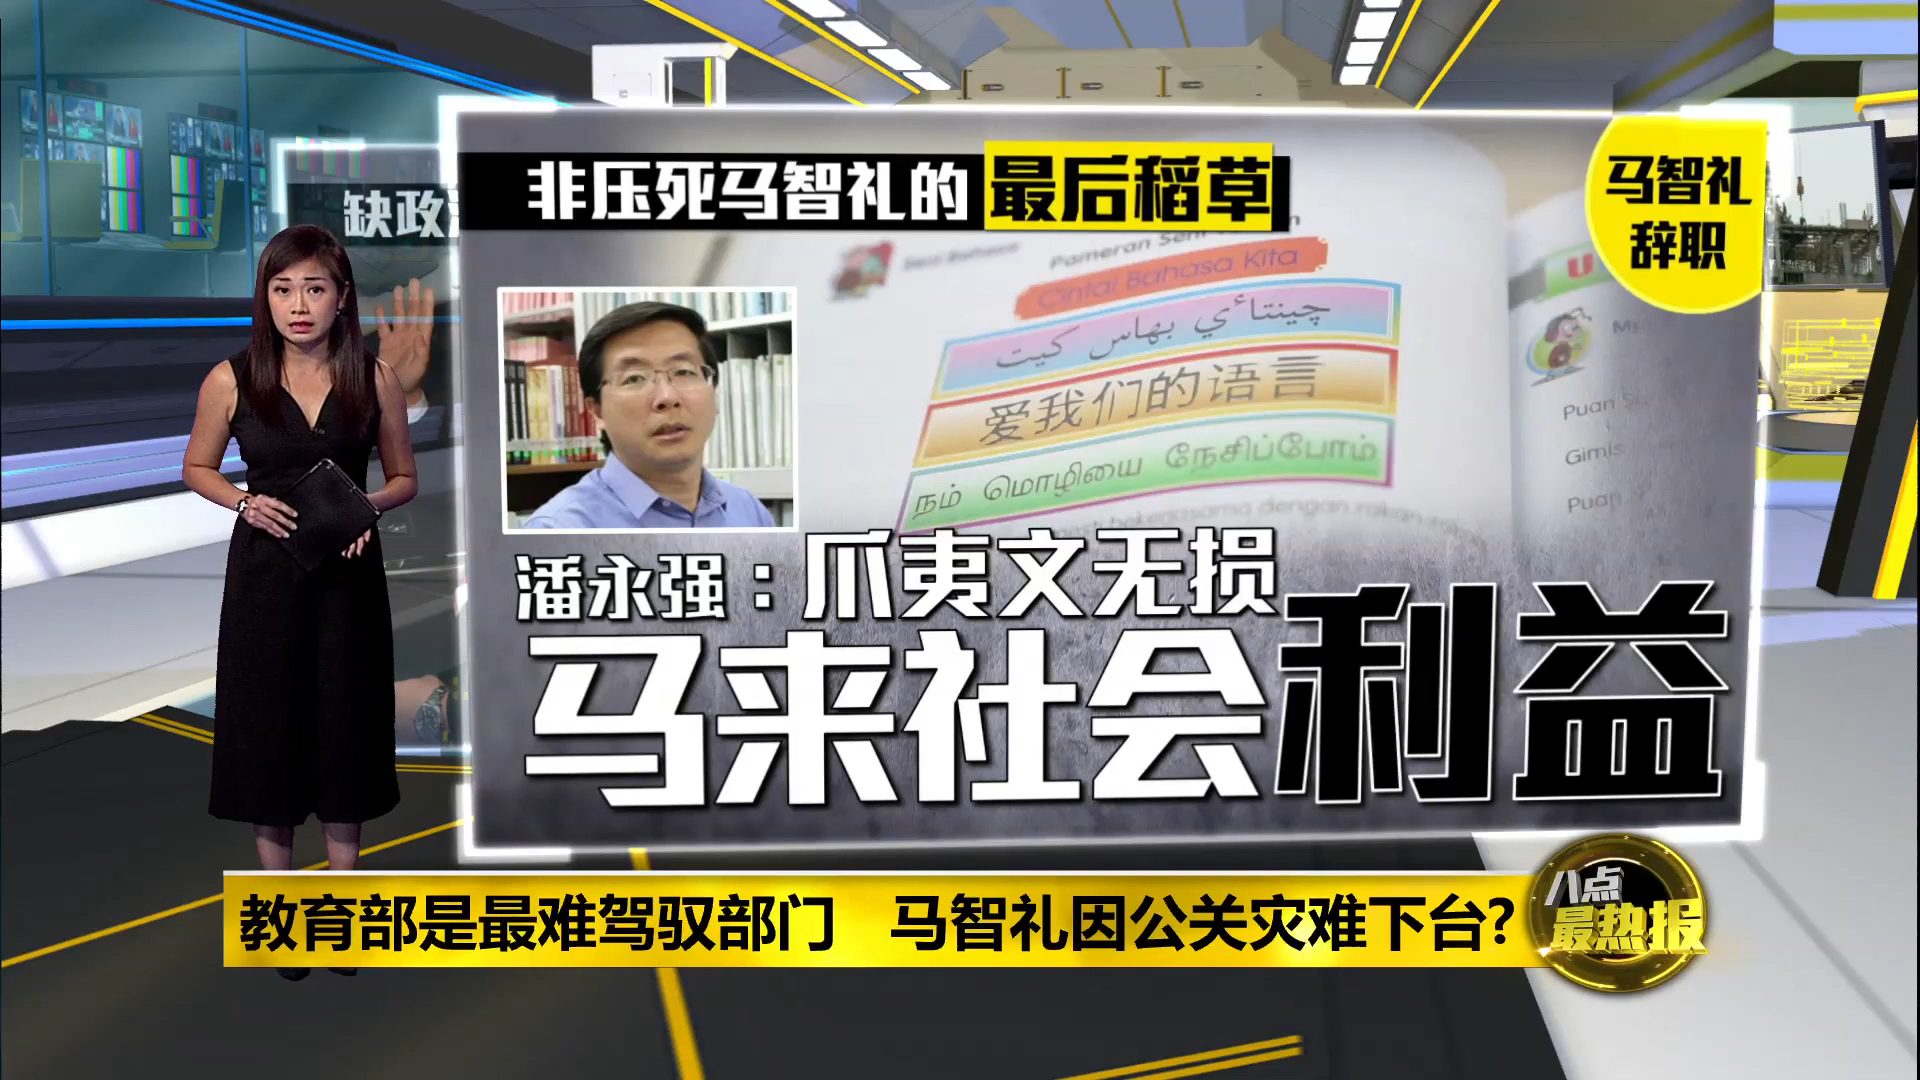 缺政
非压死马智礼的 最后稻草
马智礼
辞职
Pameran Seni
Cintai Bahasa Kita
چينتاٴي بهاس كيت
爱我们的语言
நம் மொழியை நேசிப்போம்
U
Puan
Gimis
Puan
潘永强：爪夷文无损
马来社会利益
教育部是最难驾驭部门 马智礼因公关灾难下台?
八点
最热报